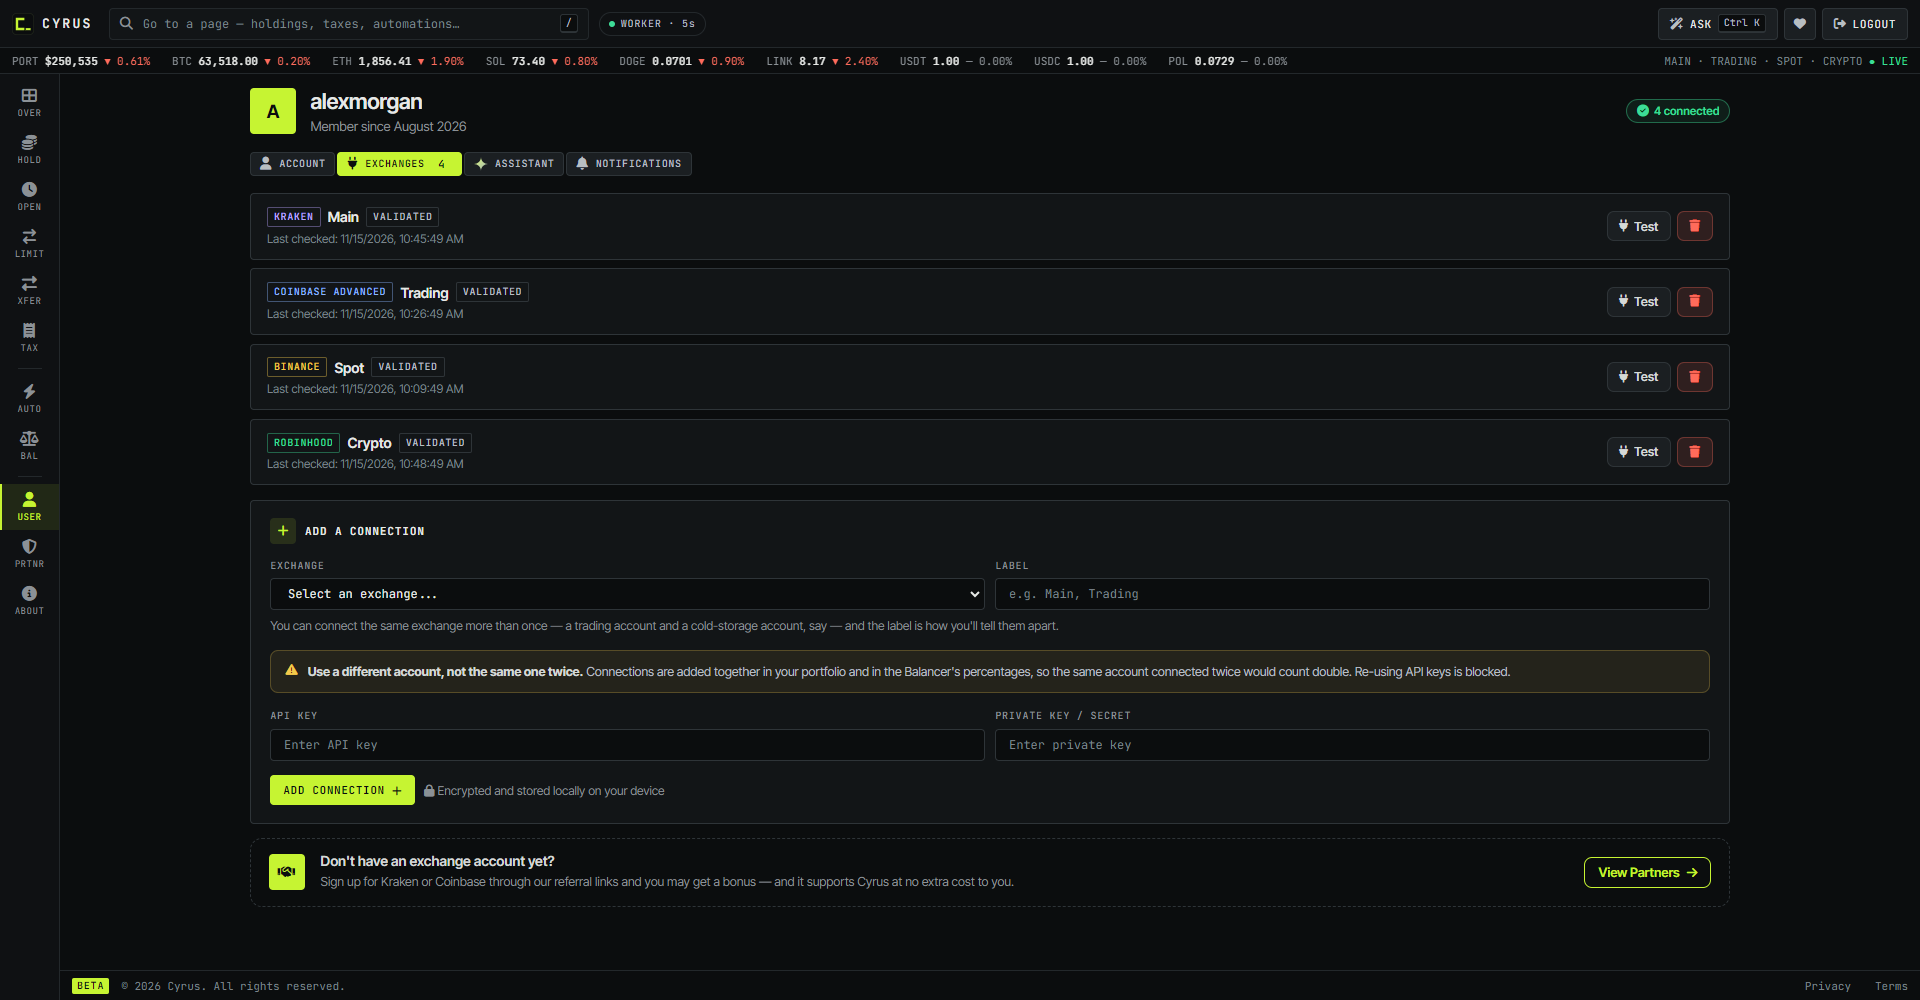 CYRUS
Go to a page — holdings, taxes, automations…
/
WORKER · 5s
ASK Ctrl K
LOGOUT
PORT $250,535 ▼ 0.61% BTC 63,518.00 ▼ 0.20% ETH 1,856.41 ▼ 1.90% SOL 73.40 ▼ 0.80% DOGE 0.0701 ▼ 0.90% LINK 8.17 ▼ 2.40% USDT 1.00 — 0.00% USDC 1.00 — 0.00% POL 0.0729 — 0.00%
MAIN · TRADING · SPOT · CRYPTO ● LIVE
OVER
HOLD
OPEN
LIMIT
XFER
TAX
AUTO
BAL
USER
PRTNR
ABOUT
A
alexmorgan
Member since August 2026
4 connected
ACCOUNT
EXCHANGES 4
ASSISTANT
NOTIFICATIONS
KRAKEN Main VALIDATED
Last checked: 11/15/2026, 10:45:49 AM
Test
COINBASE ADVANCED Trading VALIDATED
Last checked: 11/15/2026, 10:26:49 AM
Test
BINANCE Spot VALIDATED
Last checked: 11/15/2026, 10:09:49 AM
Test
ROBINHOOD Crypto VALIDATED
Last checked: 11/15/2026, 10:48:49 AM
Test
+ ADD A CONNECTION
EXCHANGE
Select an exchange...
LABEL
e.g. Main, Trading
You can connect the same exchange more than once — a trading account and a cold-storage account, say — and the label is how you'll tell them apart.
Use a different account, not the same one twice. Connections are added together in your portfolio and in the Balancer's percentages, so the same account connected twice would count double. Re-using API keys is blocked.
API KEY
Enter API key
PRIVATE KEY / SECRET
Enter private key
ADD CONNECTION +
Encrypted and stored locally on your device
Don't have an exchange account yet?
Sign up for Kraken or Coinbase through our referral links and you may get a bonus — and it supports Cyrus at no extra cost to you.
View Partners →
BETA © 2026 Cyrus. All rights reserved.
Privacy Terms